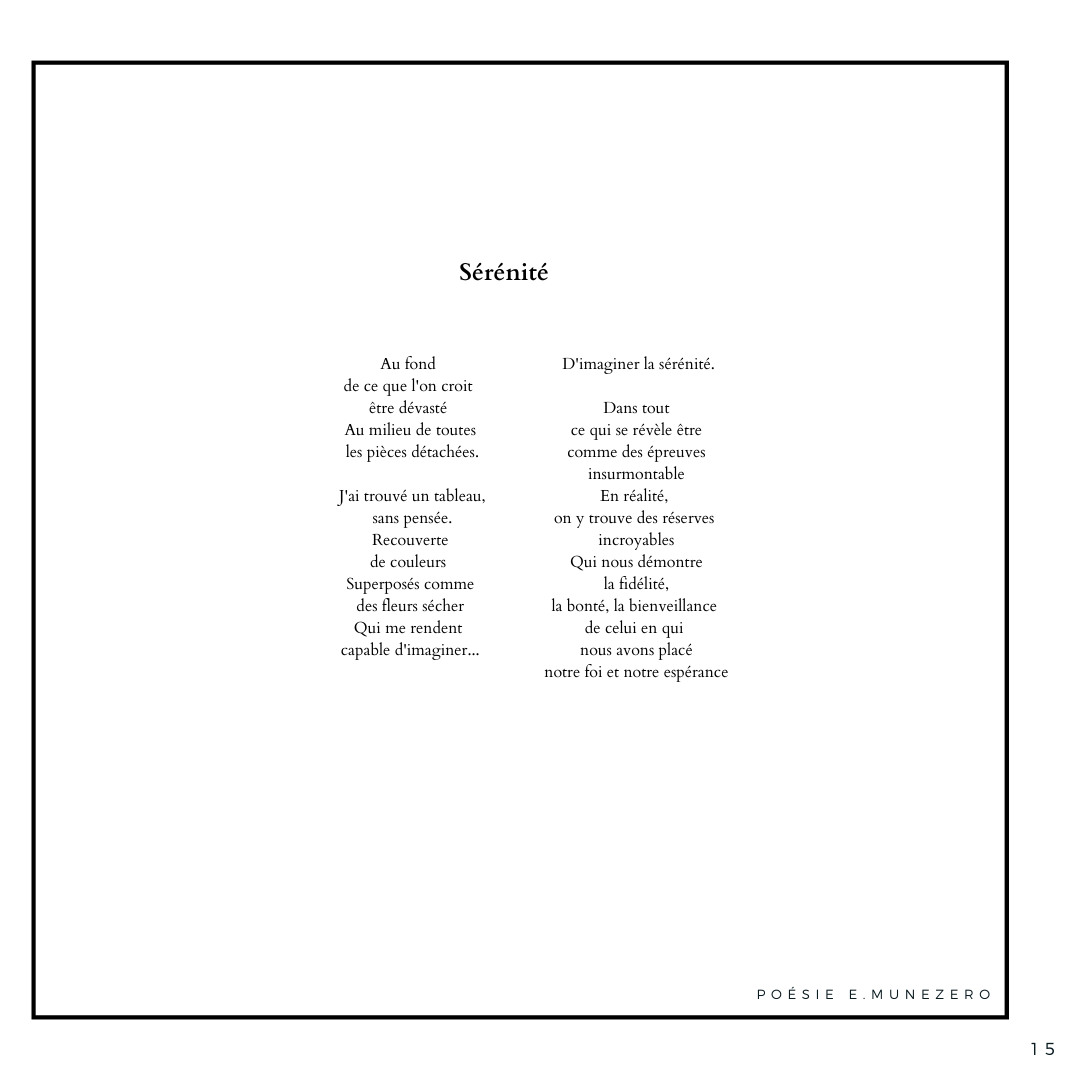 Sérénité
Au fond
de ce que l'on croit
être dévasté
Au milieu de toutes
les pièces détachées.
J'ai trouvé un tableau,
sans pensée.
Recouverte
de couleurs
Superposés comme
des fleurs sécher
Qui me rendent
capable d'imaginer...
D'imaginer la sérénité.
Dans tout
ce qui se révèle être
comme des épreuves
insurmontable
En réalité,
on y trouve des réserves
incroyables
Qui nous démontre
la fidélité,
la bonté, la bienveillance
de celui en qui
nous avons placé
notre foi et notre espérance
POÉSIE E.MUNEZERO
15